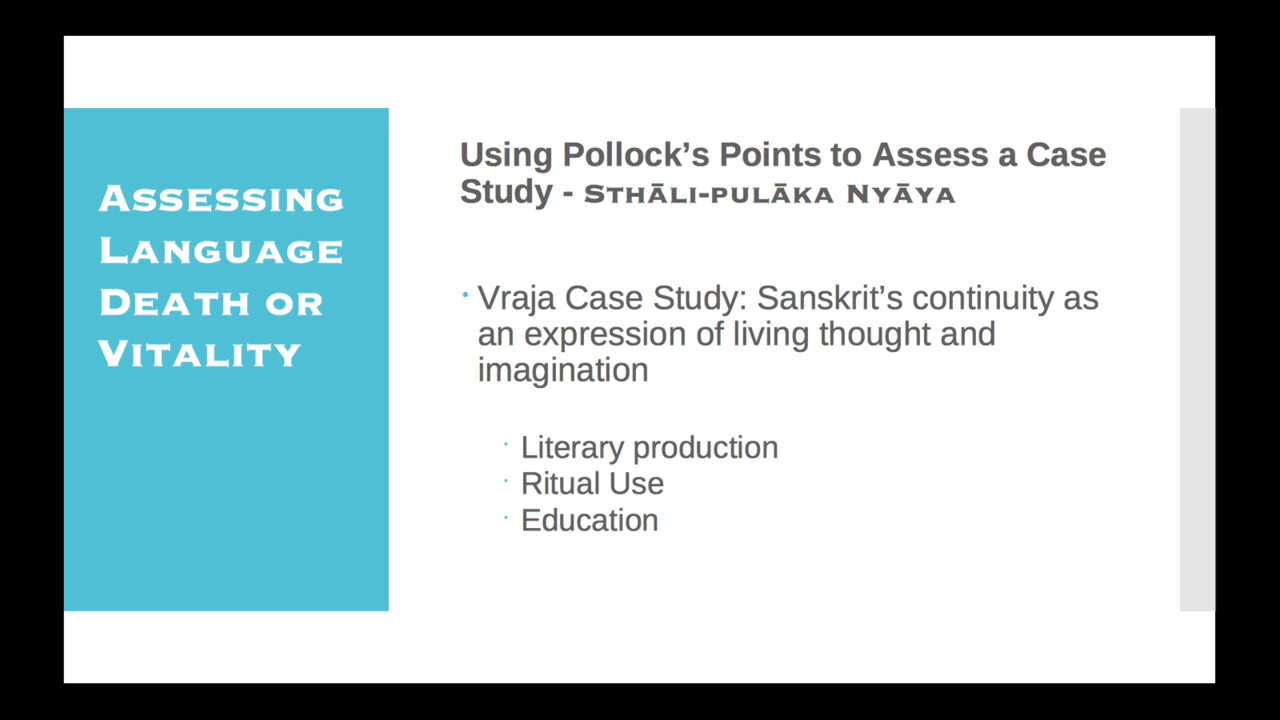 Assessing
Language
Death or
Vitality
Using Pollock’s Points to Assess a Case
Study - Sthāli-pulāka Nyāya
• Vraja Case Study: Sanskrit’s continuity as
an expression of living thought and
imagination
• Literary production
• Ritual Use
• Education